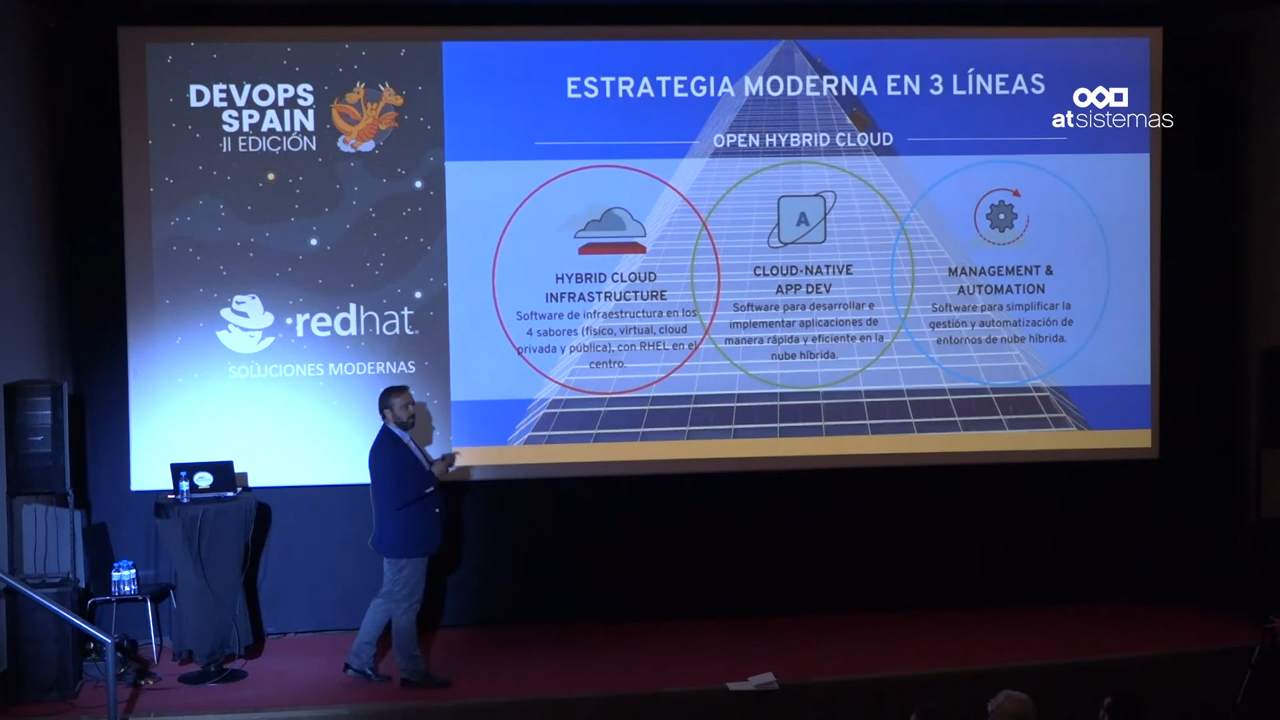 DEVOPS
SPAIN
II EDICIÓN
redhat.
SOLUCIONES MODERNAS
ESTRATEGIA MODERNA EN 3 LÍNEAS
atsistemas
OPEN HYBRID CLOUD
HYBRID CLOUD
INFRASTRUCTURE
Software de infraestructura en los
4 sabores (físico, virtual, cloud
privada y pública), con RHEL en el
centro.
A
CLOUD-NATIVE
APP DEV
Software para desarrollar e
implementar aplicaciones de
manera rápida y eficiente en la
nube híbrida.
MANAGEMENT &
AUTOMATION
Software para simplificar la
gestión y automatización de
entornos de nube híbrida.